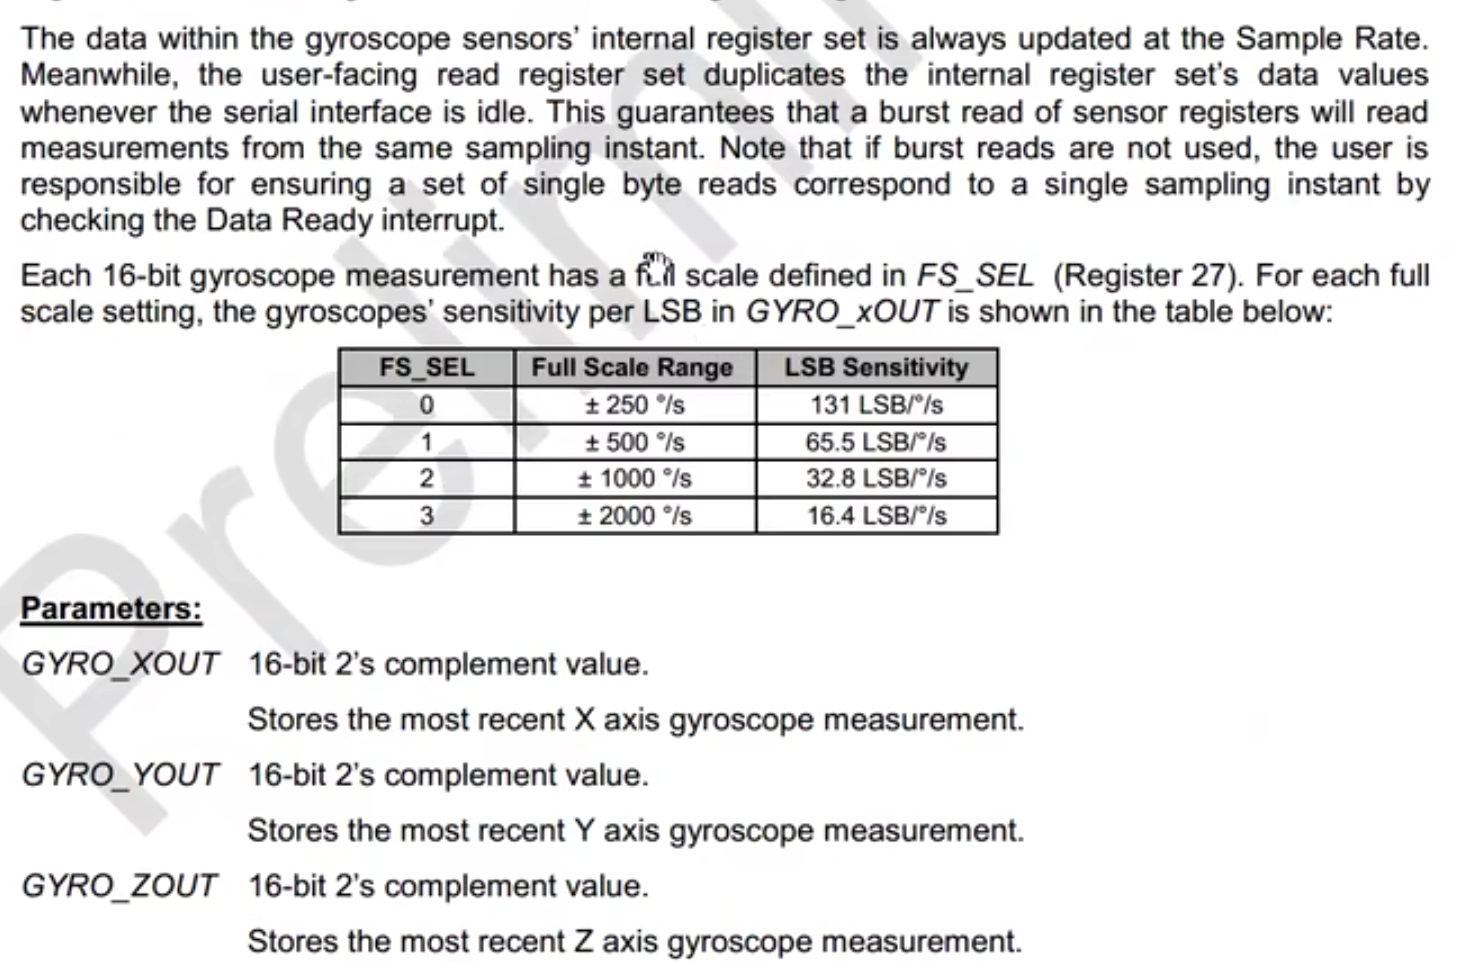 The data within the gyroscope sensors' internal register set is always updated at the Sample Rate.
Meanwhile, the user-facing read register set duplicates the internal register set's data values
whenever the serial interface is idle. This guarantees that a burst read of sensor registers will read
measurements from the same sampling instant. Note that if burst reads are not used, the user is
responsible for ensuring a set of single byte reads correspond to a single sampling instant by
checking the Data Ready interrupt.
Each 16-bit gyroscope measurement has a full scale defined in FS_SEL (Register 27). For each full
scale setting, the gyroscopes' sensitivity per LSB in GYRO_xOUT is shown in the table below:
FS_SEL Full Scale Range LSB Sensitivity
0 ± 250 °/s 131 LSB/°/s
1 ± 500 °/s 65.5 LSB/°/s
2 ± 1000 °/s 32.8 LSB/°/s
3 ± 2000 °/s 16.4 LSB/°/s
Parameters:
GYRO_XOUT 16-bit 2's complement value.
Stores the most recent X axis gyroscope measurement.
GYRO_YOUT 16-bit 2's complement value.
Stores the most recent Y axis gyroscope measurement.
GYRO_ZOUT 16-bit 2's complement value.
Stores the most recent Z axis gyroscope measurement.
Prelim